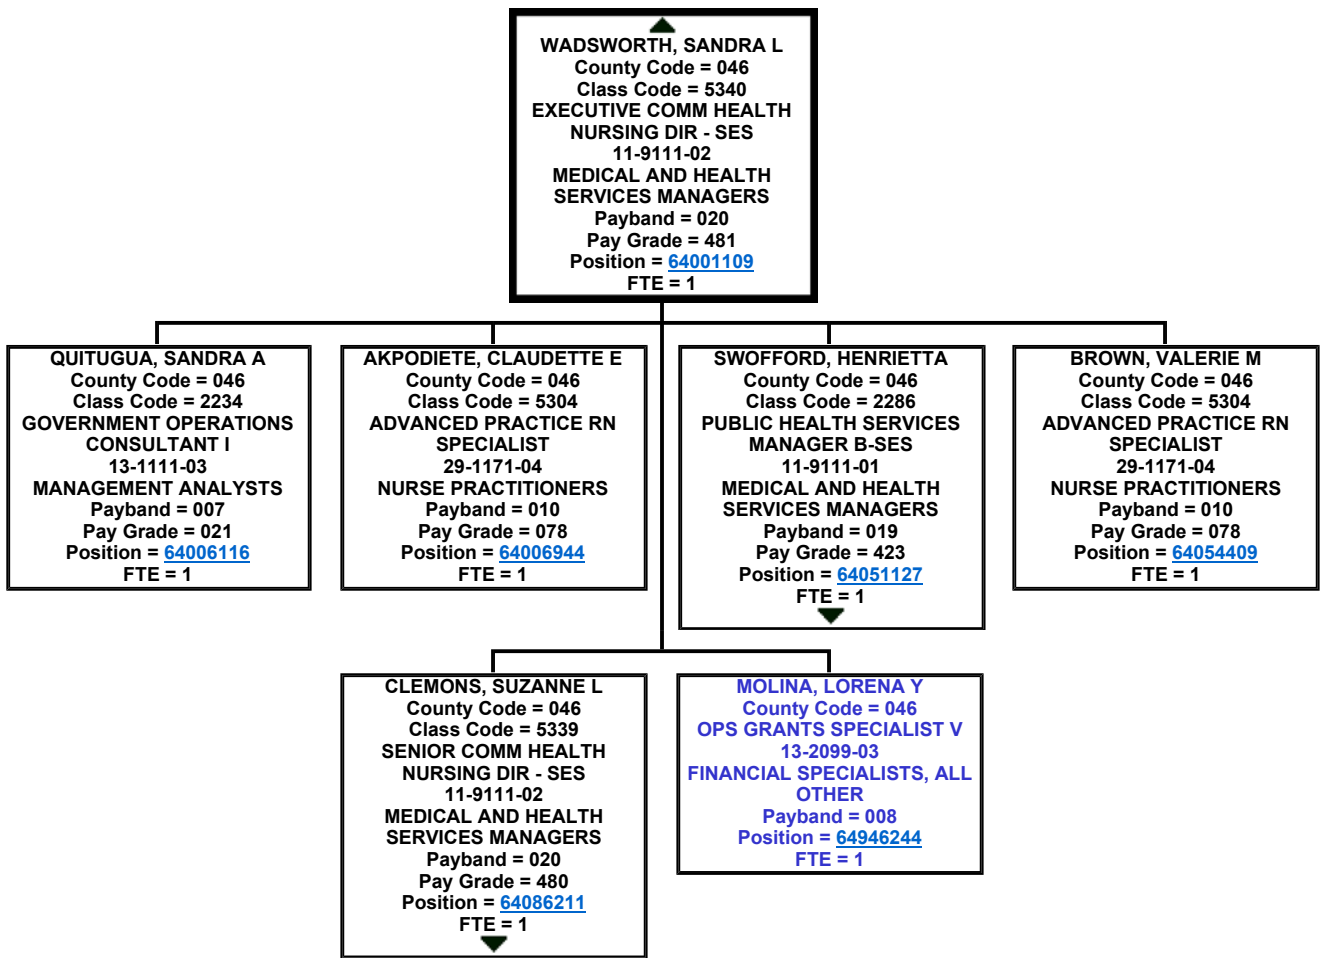 WADSWORTH, SANDRA L
County Code = 046
Class Code = 5340
EXECUTIVE COMM HEALTH
NURSING DIR - SES
11-9111-02
MEDICAL AND HEALTH
SERVICES MANAGERS
Payband = 020
Pay Grade = 481
Position = 64001109
FTE = 1
QUITUGUA, SANDRA A
County Code = 046
Class Code = 2234
GOVERNMENT OPERATIONS
CONSULTANT I
13-1111-03
MANAGEMENT ANALYSTS
Payband = 007
Pay Grade = 021
Position = 64006116
FTE = 1
AKPODIETE, CLAUDETTE E
County Code = 046
Class Code = 5304
ADVANCED PRACTICE RN
SPECIALIST
29-1171-04
NURSE PRACTITIONERS
Payband = 010
Pay Grade = 078
Position = 64006944
FTE = 1
SWOFFORD, HENRIETTA
County Code = 046
Class Code = 2286
PUBLIC HEALTH SERVICES
MANAGER B-SES
11-9111-01
MEDICAL AND HEALTH
SERVICES MANAGERS
Payband = 019
Pay Grade = 423
Position = 64051127
FTE = 1
BROWN, VALERIE M
County Code = 046
Class Code = 5304
ADVANCED PRACTICE RN
SPECIALIST
29-1171-04
NURSE PRACTITIONERS
Payband = 010
Pay Grade = 078
Position = 64054409
FTE = 1
CLEMONS, SUZANNE L
County Code = 046
Class Code = 5339
SENIOR COMM HEALTH
NURSING DIR - SES
11-9111-02
MEDICAL AND HEALTH
SERVICES MANAGERS
Payband = 020
Pay Grade = 480
Position = 64086211
FTE = 1
MOLINA, LORENA Y
County Code = 046
OPS GRANTS SPECIALIST V
13-2099-03
FINANCIAL SPECIALISTS, ALL
OTHER
Payband = 008
Position = 64946244
FTE = 1